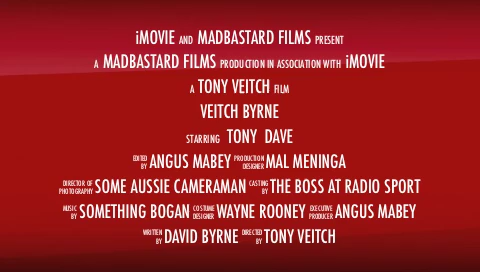 iMOVIE AND MADBASTARD FILMS PRESENT
A MADBASTARD FILMS PRODUCTION IN ASSOCIATION WITH iMOVIE
A TONY VEITCH FILM
VEITCH BYRNE
STARRING TONY DAVE
EDITED BY ANGUS MABEY PRODUCTION DESIGNER MAL MENINGA
DIRECTOR OF PHOTOGRAPHY SOME AUSSIE CAMERAMAN CASTING BY THE BOSS AT RADIO SPORT
MUSIC BY SOMETHING BOGAN COSTUME DESIGNER WAYNE ROONEY EXECUTIVE PRODUCER ANGUS MABEY
WRITTEN BY DAVID BYRNE DIRECTED BY TONY VEITCH